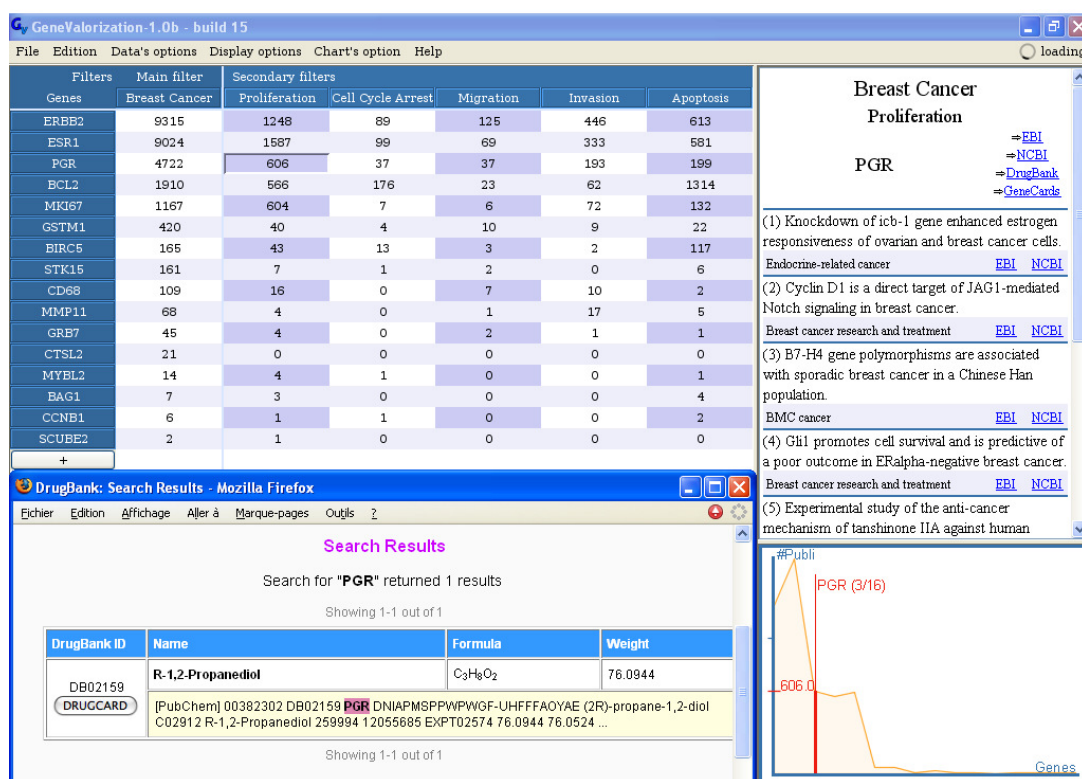 GeneValorization-1.0b - build 15
File Edition Data's options Display options Chart's option Help loading
Filters Main filter Secondary filters
Genes Breast Cancer Proliferation Cell Cycle Arrest Migration Invasion Apoptosis
ERBB2 9315 1248 89 125 446 613
ESR1 9024 1587 99 69 333 581
PGR 4722 606 37 37 193 199
BCL2 1910 566 176 23 62 1314
MKI67 1167 604 7 6 72 132
GSTM1 420 40 4 10 9 22
BIRC5 165 43 13 3 2 117
STK15 161 7 1 2 0 6
CD68 109 16 0 7 10 2
MMP11 68 4 0 1 17 5
GRB7 45 4 0 2 1 1
CTSL2 21 0 0 0 0 0
MYBL2 14 4 1 0 0 1
BAG1 7 3 0 0 0 4
CCNB1 6 1 1 0 0 2
SCUBE2 2 1 0 0 0 0
+
Breast Cancer
Proliferation
PGR
⇒EBI
⇒NCBI
⇒DrugBank
⇒GeneCards
(1) Knockdown of icb-1 gene enhanced estrogen
responsiveness of ovarian and breast cancer cells.
Endocrine-related cancer EBI NCBI
(2) Cyclin D1 is a direct target of JAG1-mediated
Notch signaling in breast cancer.
Breast cancer research and treatment EBI NCBI
(3) B7-H4 gene polymorphisms are associated
with sporadic breast cancer in a Chinese Han
population.
BMC cancer EBI NCBI
(4) Gli1 promotes cell survival and is predictive of
a poor outcome in ERalpha-negative breast cancer.
Breast cancer research and treatment EBI NCBI
(5) Experimental study of the anti-cancer
mechanism of tanshinone IIA against human
DrugBank: Search Results - Mozilla Firefox
Fichier Edition Affichage Aller à Marque-pages Outils ?
Search Results
Search for "PGR" returned 1 results
Showing 1-1 out of 1
DrugBank ID Name Formula Weight
DB02159 R-1,2-Propanediol C₃H₈O₂ 76.0944
DRUGCARD
[PubChem] 00382302 DB02159 PGR DNIAPMSPPWPWGF-UHFFFAOYAE (2R)-propane-1,2-diol
C02912 R-1,2-Propanediol 259994 12055685 EXPT02574 76.0944 76.0524 ...
Showing 1-1 out of 1
#Publi
PGR (3/16)
606.0
Genes